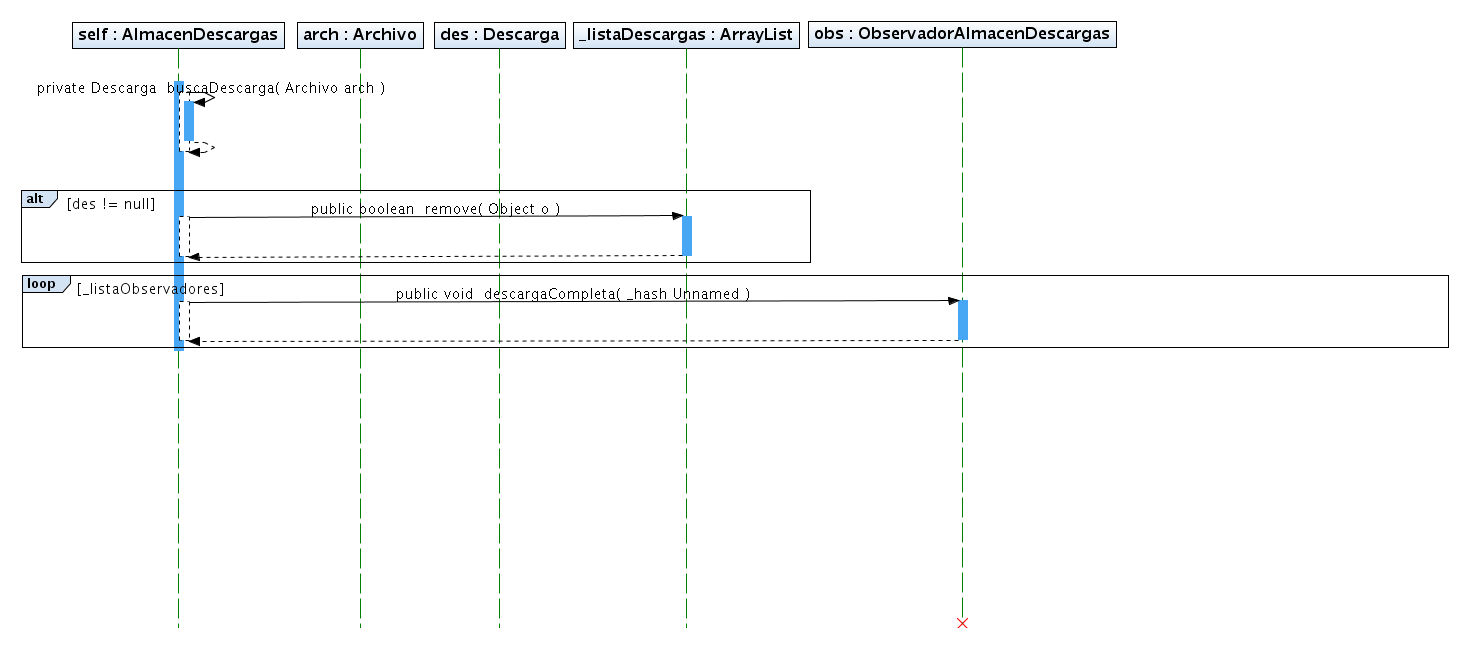 self : AlmacenDescargas
arch : Archivo
des : Descarga
_listaDescargas : ArrayList
obs : ObservadorAlmacenDescargas
private Descarga  buscaDescarga( Archivo arch )
alt
[des != null]
public boolean  remove( Object o )
loop
[_listaObservadores]
public void  descargaCompleta( _hash Unnamed )